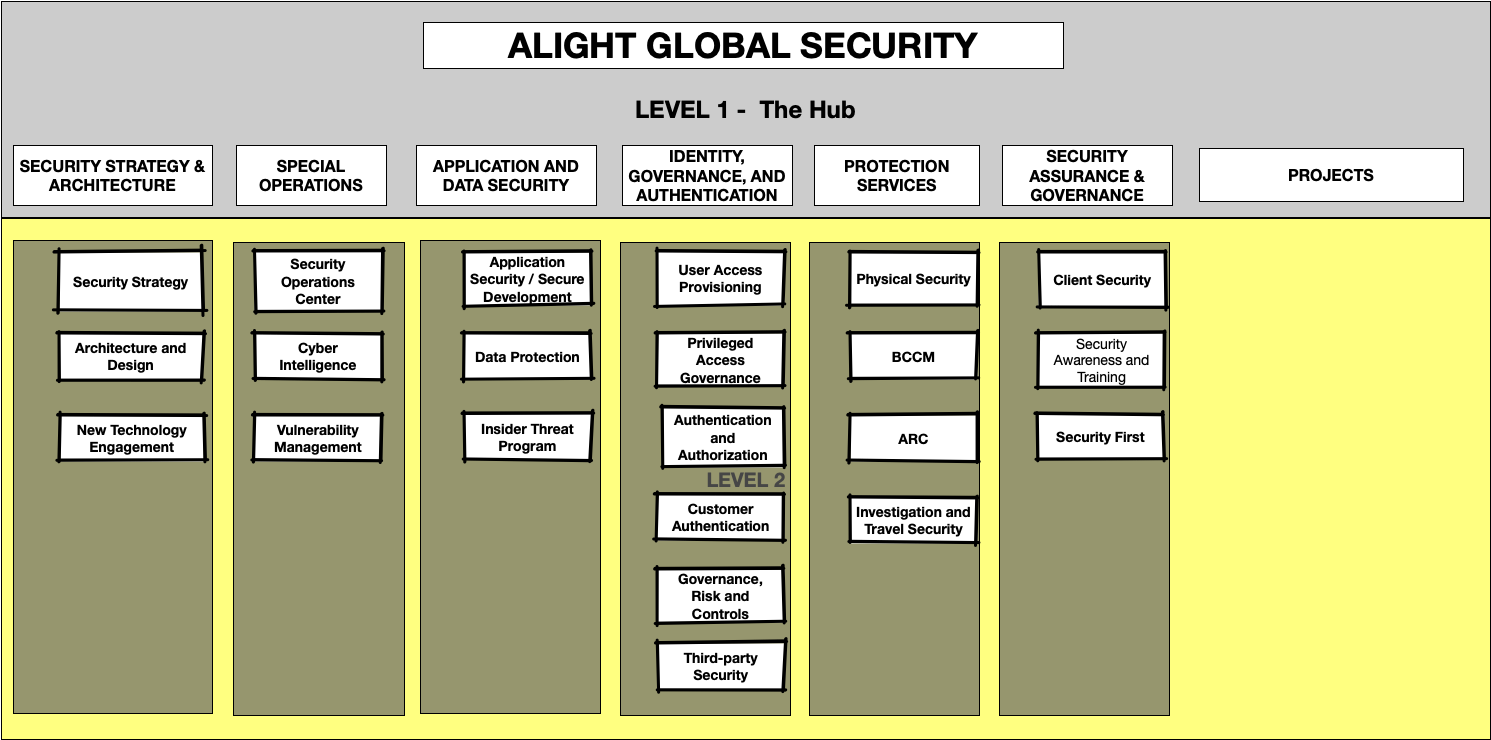 ALIGHT GLOBAL SECURITY
LEVEL 1 - The Hub
SECURITY STRATEGY &
ARCHITECTURE
SPECIAL
OPERATIONS
APPLICATION AND
DATA SECURITY
IDENTITY,
GOVERNANCE, AND
AUTHENTICATION
PROTECTION
SERVICES
SECURITY
ASSURANCE &
GOVERNANCE
PROJECTS
Security Strategy
Architecture and
Design
New Technology
Engagement
Security
Operations
Center
Cyber
Intelligence
Vulnerability
Management
Application
Security / Secure
Development
Data Protection
Insider Threat
Program
User Access
Provisioning
Privileged
Access
Governance
Authentication
and
Authorization
LEVEL 2
Customer
Authentication
Governance,
Risk and
Controls
Third-party
Security
Physical Security
BCCM
ARC
Investigation and
Travel Security
Client Security
Security
Awareness and
Training
Security First